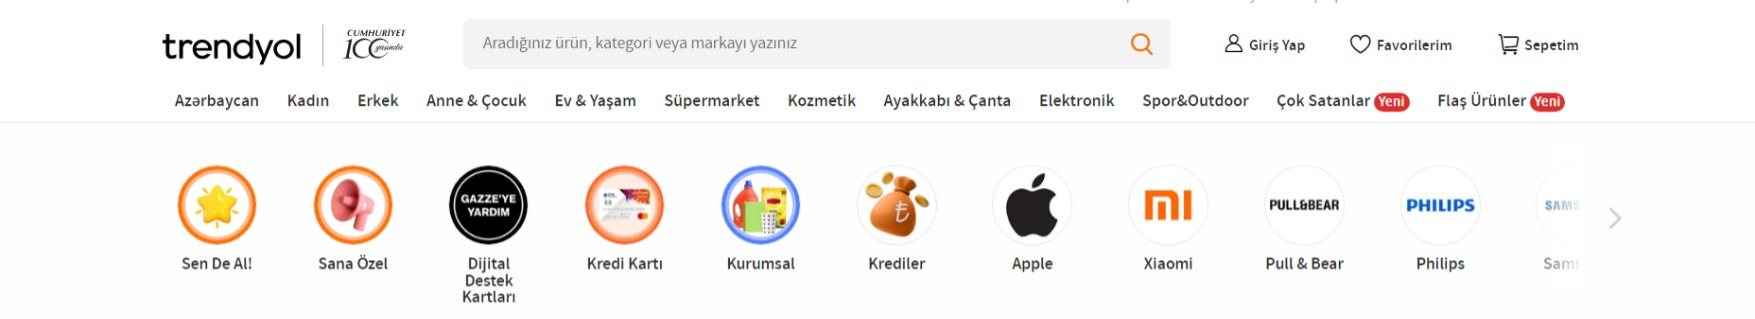 trendyol
CUMHURİYET
100 yaşında
Aradığınız ürün, kategori veya markayı yazınız
Giriş Yap
Favorilerim
Sepetim
Azərbaycan
Kadın
Erkek
Anne & Çocuk
Ev & Yaşam
Süpermarket
Kozmetik
Ayakkabı & Çanta
Elektronik
Spor&Outdoor
Çok Satanlar Yeni
Flaş Ürünler Yeni
GAZZE'YE
YARDIM
PULL&BEAR
PHILIPS
SAMS
Sen De Al!
Sana Özel
Dijital
Destek
Kartları
Kredi Kartı
Kurumsal
Krediler
Apple
Xiaomi
Pull & Bear
Philips
Sams